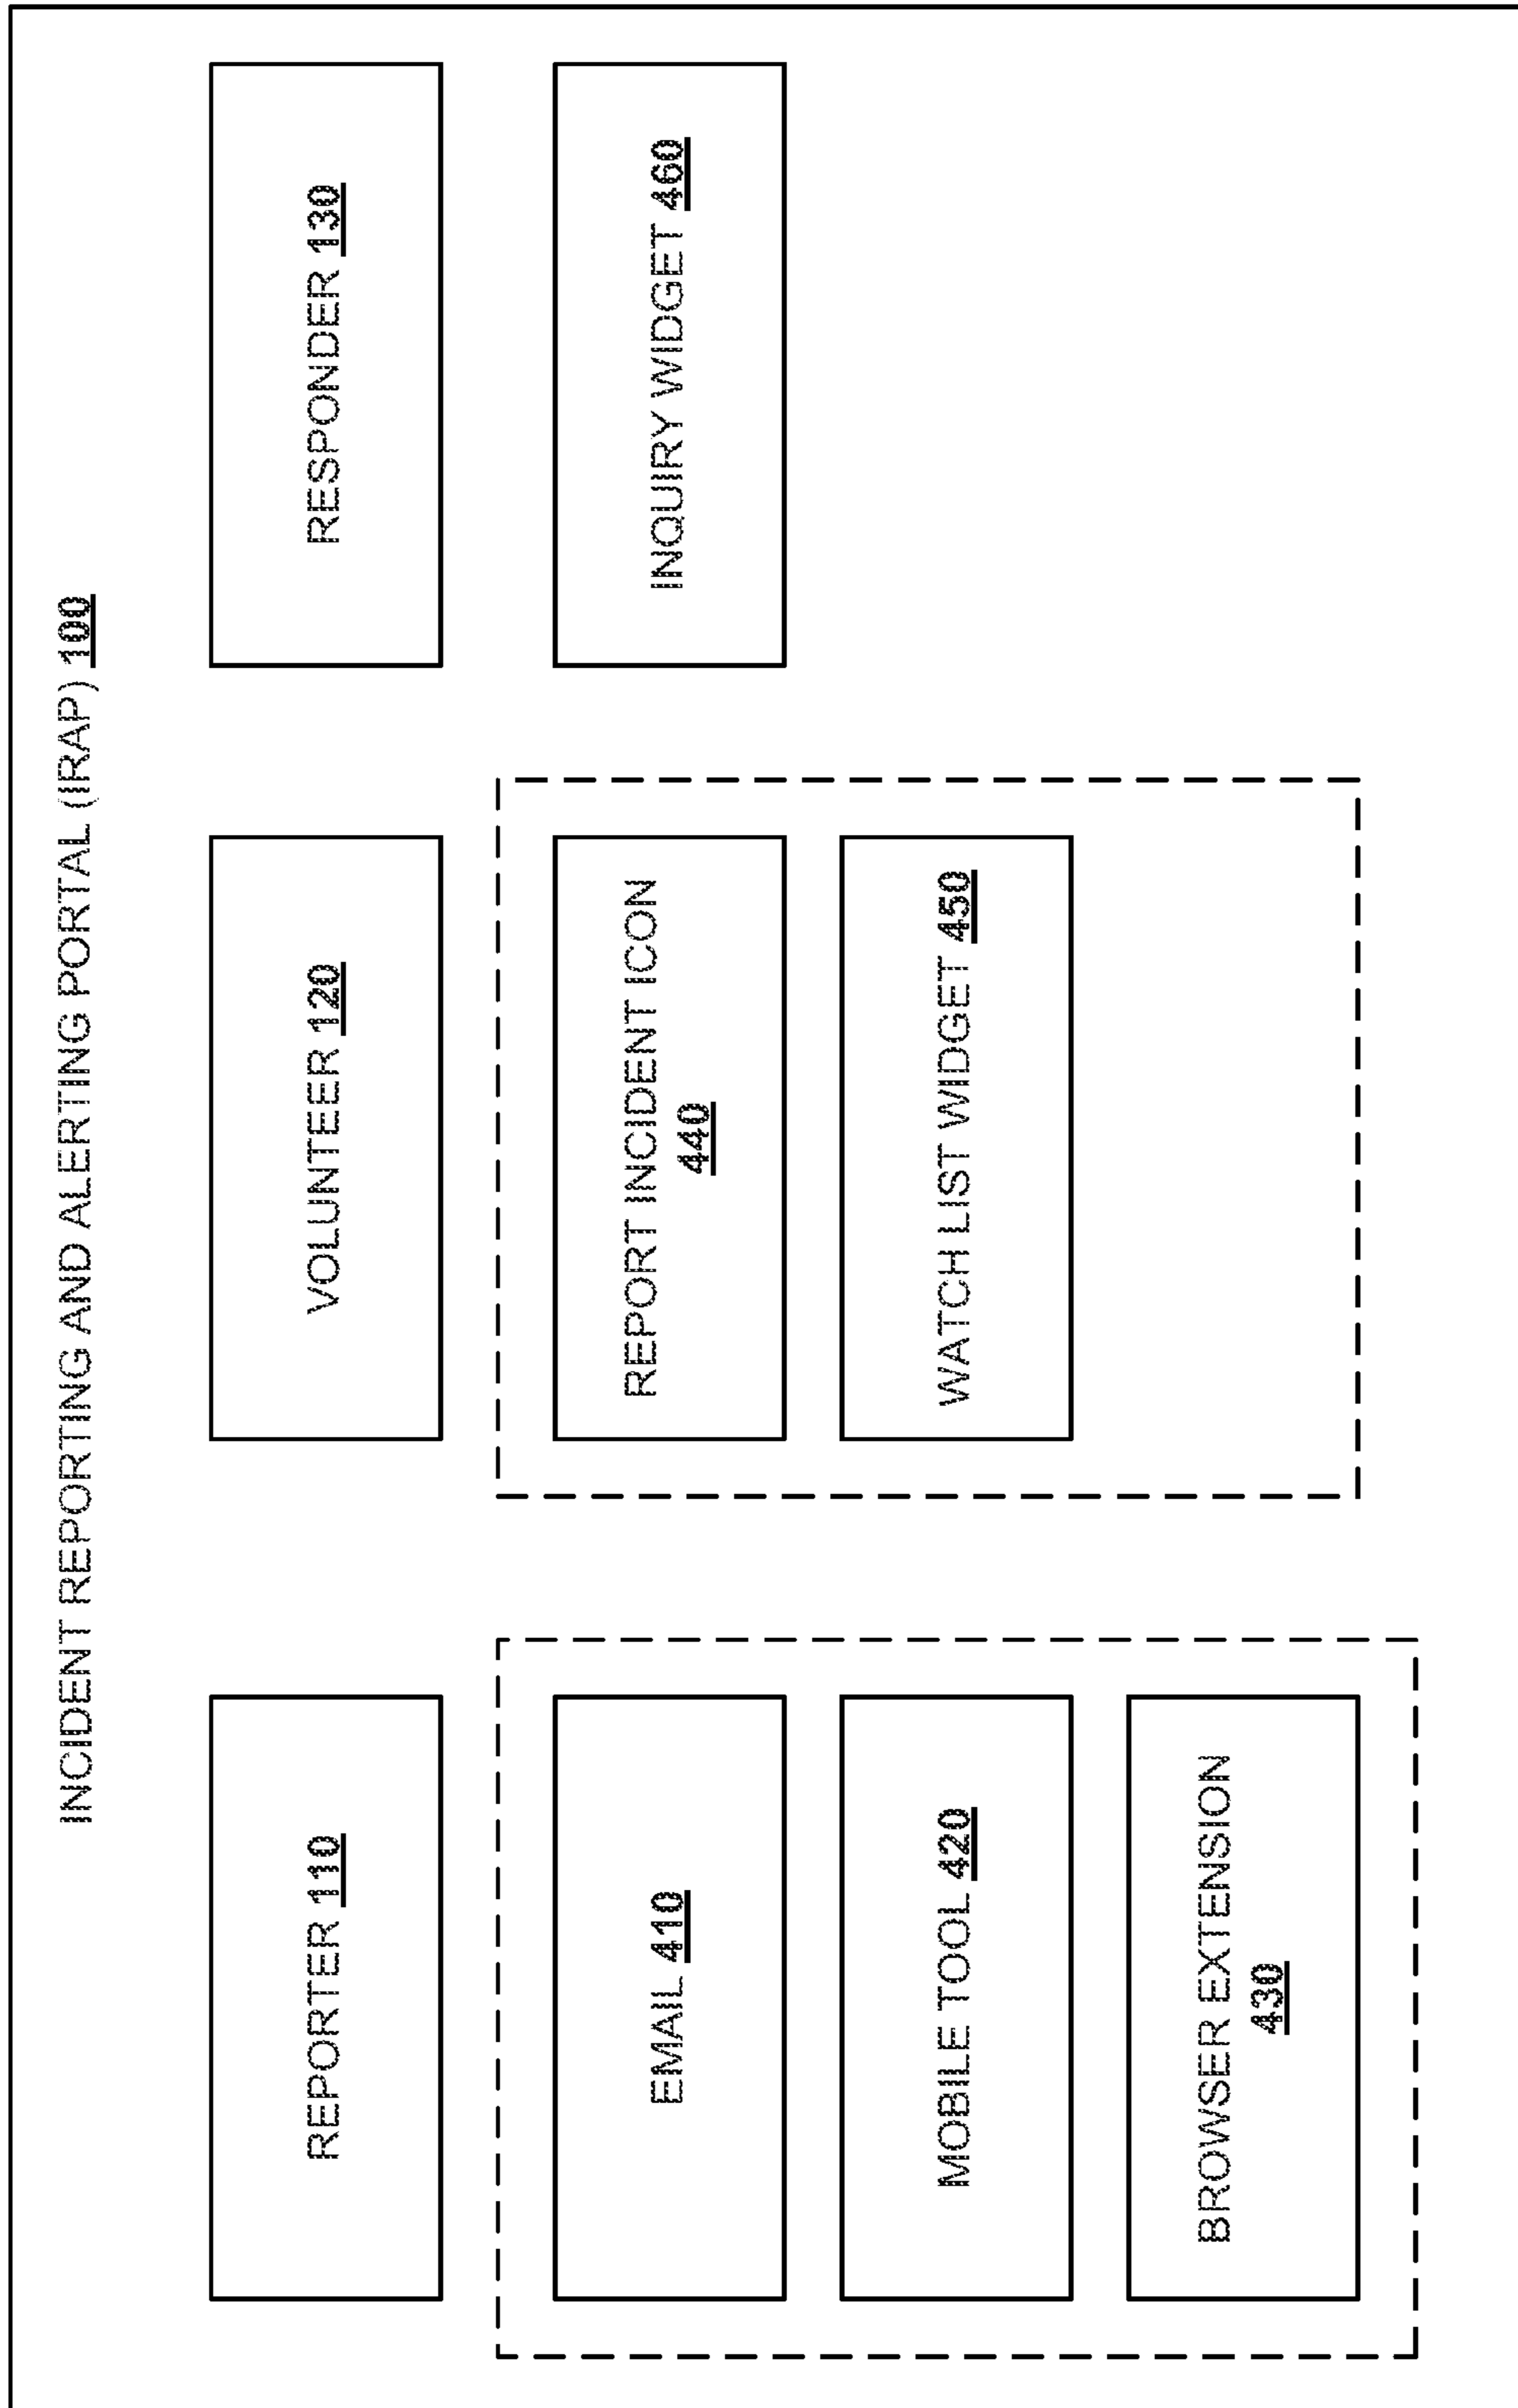 INCIDENT REPORTING AND ALERTING PORTAL (IRAP) 100
REPORTER 110
VOLUNTEER 120
RESPONDER 130
EMAIL 410
MOBILE TOOL 420
BROWSER EXTENSION
430
REPORT INCIDENT ICON
440
WATCH LIST WIDGET 450
INQUIRY WIDGET 460